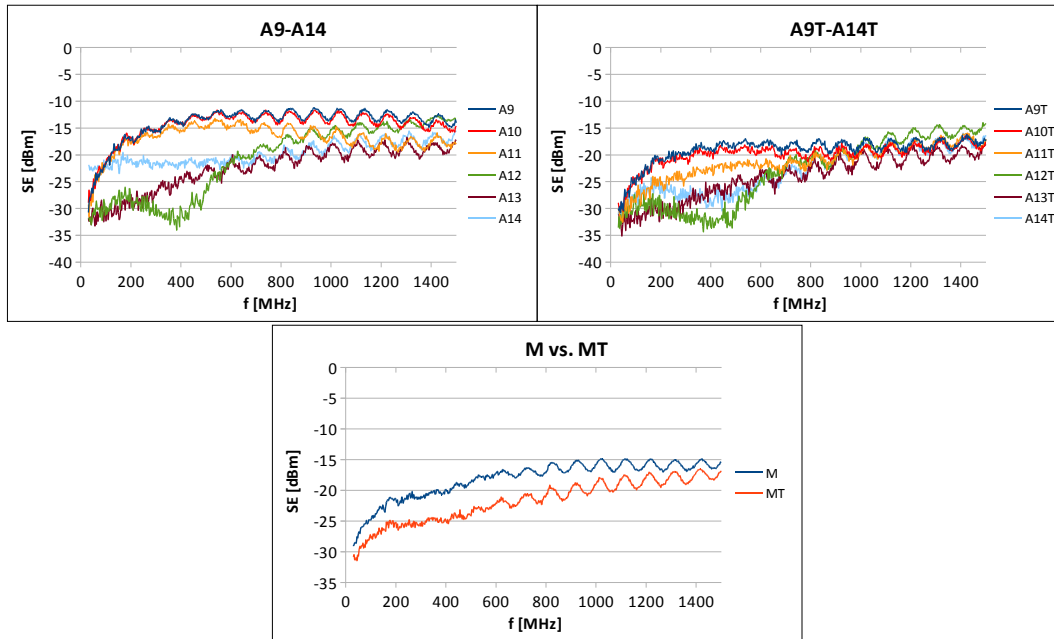 A9-A14
0
-5
-10
-15
-20
-25
-30
-35
-40
SE [dBm]
0 200 400 600 800 1000 1200 1400
f [MHz]
A9
A10
A11
A12
A13
A14
A9T-A14T
0
-5
-10
-15
-20
-25
-30
-35
-40
SE [dBm]
0 200 400 600 800 1000 1200 1400
f [MHz]
A9T
A10T
A11T
A12T
A13T
A14T
M vs. MT
0
-5
-10
-15
-20
-25
-30
-35
SE [dBm]
0 200 400 600 800 1000 1200 1400
f [MHz]
M
MT